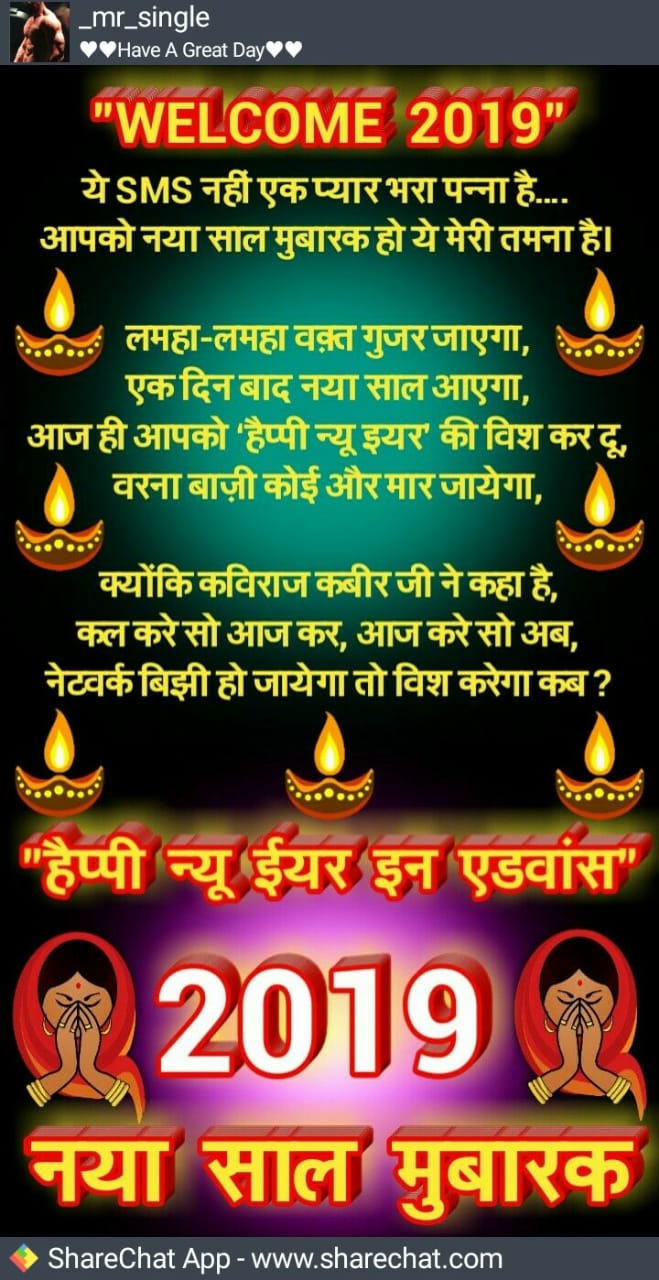 _mr_single
♥♥Have A Great Day♥♥
"WELCOME 2019"
ये SMS नहीं एक प्यार भरा पन्ना है....
आपको नया साल मुबारक हो ये मेरी तमना है।
लमहा-लमहा वक़्त गुजर जाएगा,
एक दिन बाद नया साल आएगा,
आज ही आपको 'हैप्पी न्यू इयर' की विश कर दू,
वरना बाज़ी कोई और मार जायेगा,
क्योंकि कविराज कबीर जी ने कहा है,
कल करे सो आज कर, आज करे सो अब,
नेटवर्क बिझी हो जायेगा तो विश करेगा कब ?
"हैप्पी न्यू ईयर इन एडवांस"
2019
नया साल मुबारक
ShareChat App - www.sharechat.com